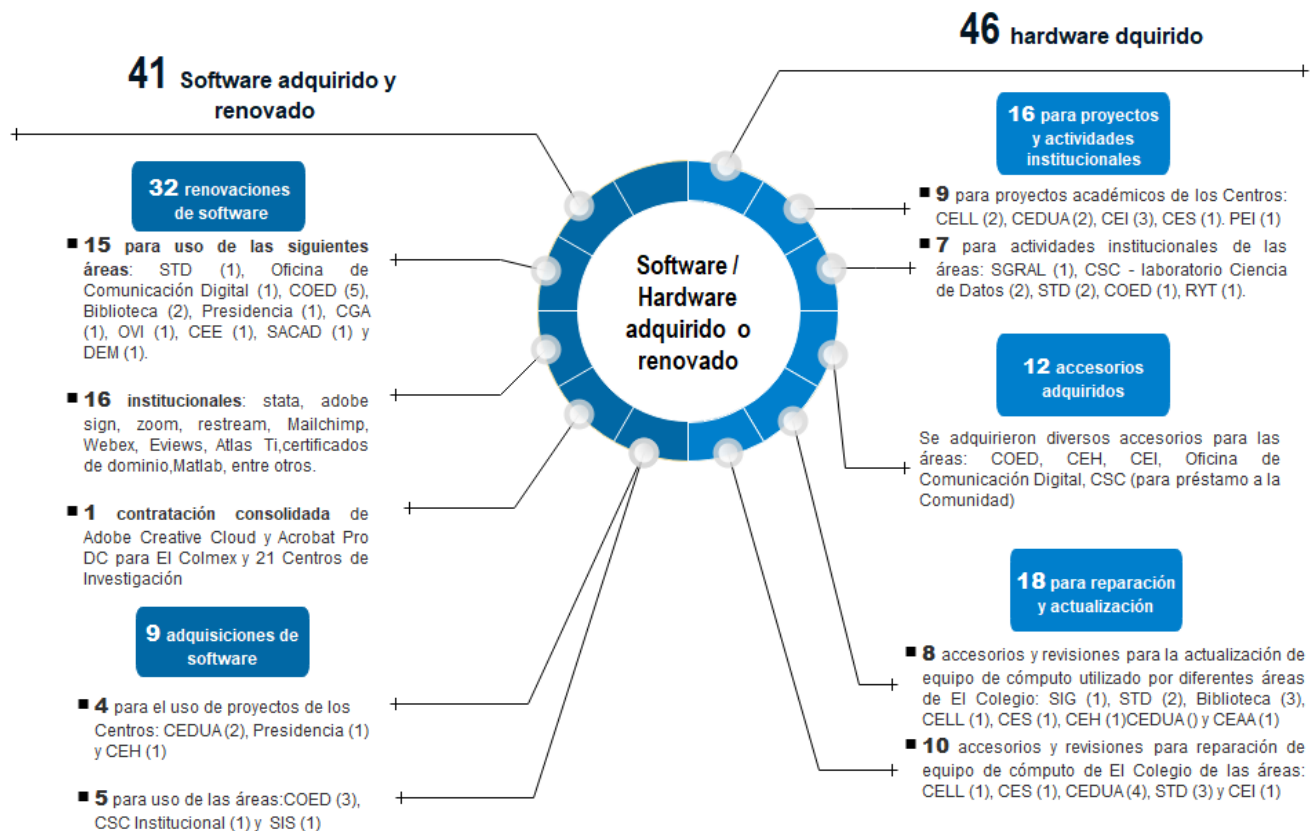 41 Software adquirido y
renovado
32 renovaciones
de software
■ 15 para uso de las siguientes
áreas: STD (1), Oficina de
Comunicación Digital (1), COED (5),
Biblioteca (2), Presidencia (1), CGA
(1), OVI (1), CEE (1), SACAD (1) y
DEM (1).
■ 16 institucionales: stata, adobe
sign, zoom, restream, Mailchimp,
Webex, Eviews, Atlas Ti,certificados
de dominio,Matlab, entre otros.
■ 1 contratación consolidada de
Adobe Creative Cloud y Acrobat Pro
DC para El Colmex y 21 Centros de
Investigación
9 adquisiciones de
software
■ 4 para el uso de proyectos de los
Centros: CEDUA (2), Presidencia (1)
y CEH (1)
■ 5 para uso de las áreas:COED (3),
CSC Institucional (1) y SIS (1)
Software /
Hardware
adquirido o
renovado
46 hardware dquirido
16 para proyectos
y actividades
institucionales
■ 9 para proyectos académicos de los Centros:
CELL (2), CEDUA (2), CEI (3), CES (1). PEI (1)
■ 7 para actividades institucionales de las
áreas: SGRAL (1), CSC - laboratorio Ciencia
de Datos (2), STD (2), COED (1), RYT (1).
12 accesorios
adquiridos
Se adquirieron diversos accesorios para las
áreas: COED, CEH, CEI, Oficina de
Comunicación Digital, CSC (para préstamo a la
Comunidad)
18 para reparación
y actualización
■ 8 accesorios y revisiones para la actualización de
equipo de cómputo utilizado por diferentes áreas
de El Colegio: SIG (1), STD (2), Biblioteca (3),
CELL (1), CES (1), CEH (1)CEDUA () y CEAA (1)
■ 10 accesorios y revisiones para reparación de
equipo de cómputo de El Colegio de las áreas:
CELL (1), CES (1), CEDUA (4), STD (3) y CEI (1)